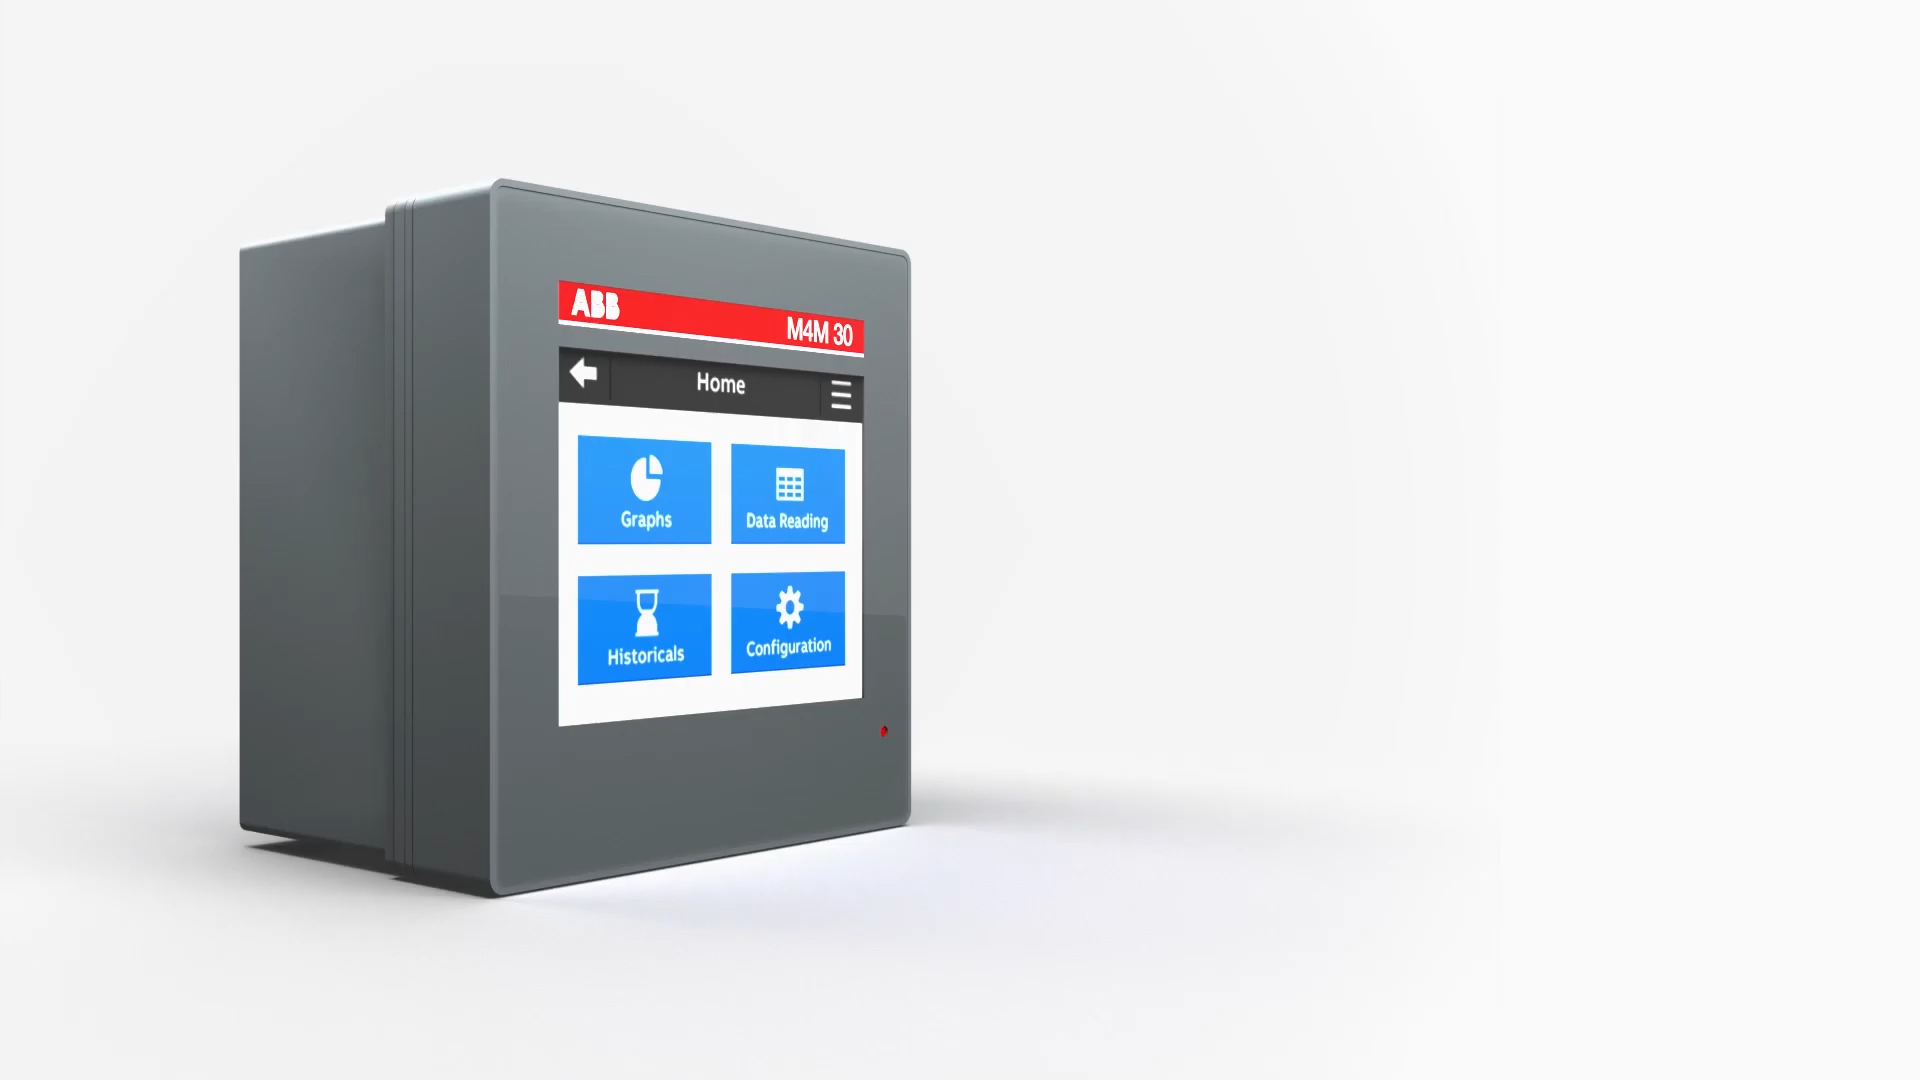 ABB
M4M 30
Home
Graphs
Data Reading
Historicals
Configuration